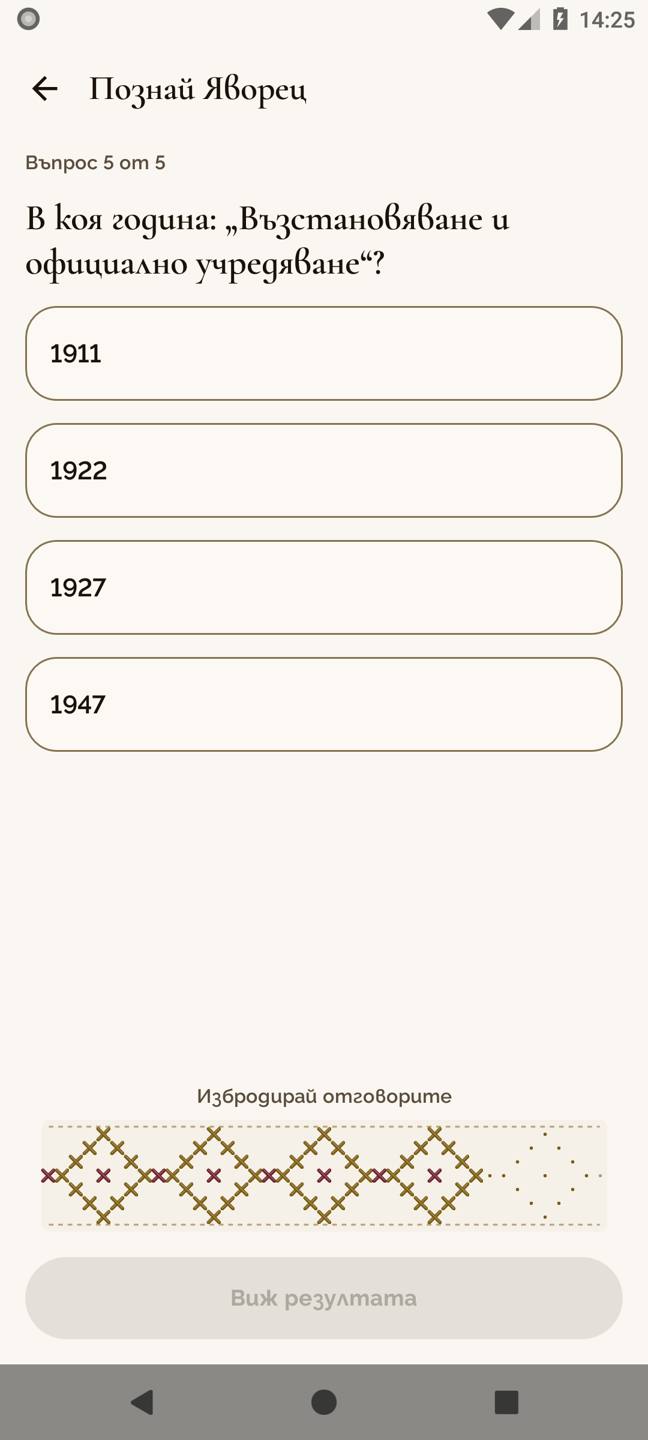 14:25
Познай Яворец
Въпрос 5 от 5
В коя година: „Възстановяване и
официално учредяване“?
1911
1922
1927
1947
Избродирай отговорите
Виж резултата